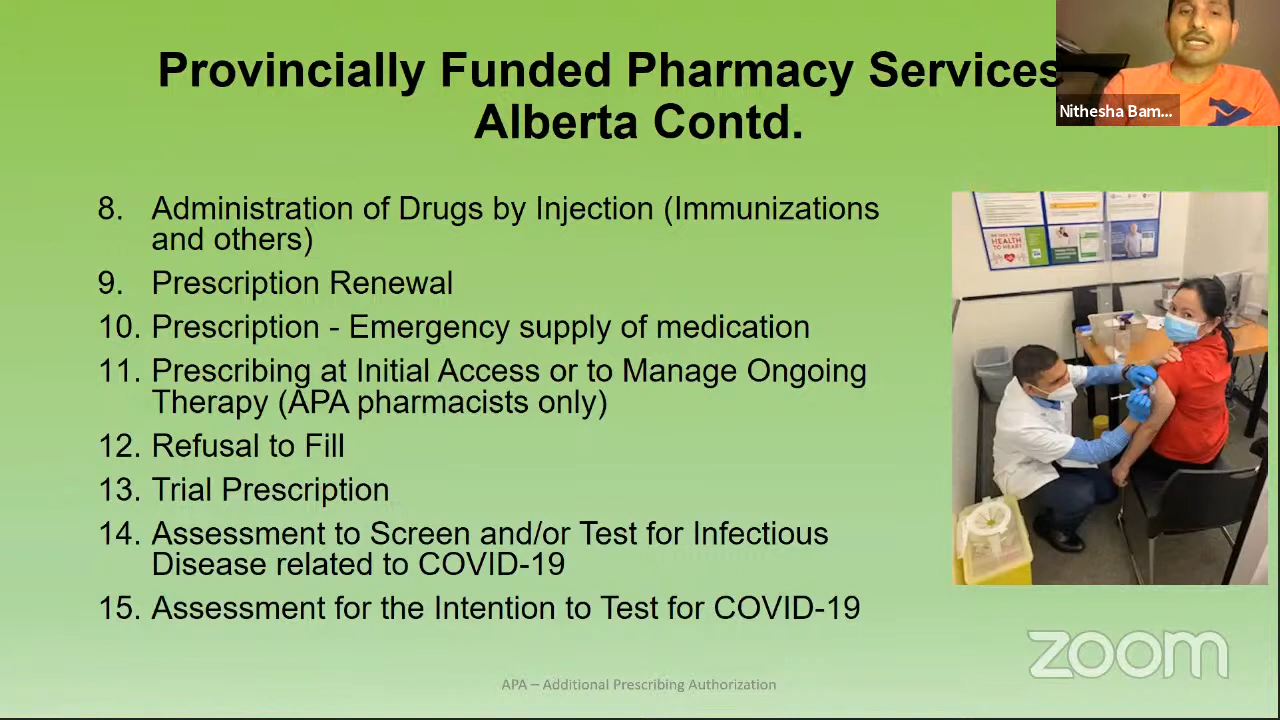 Provincially Funded Pharmacy Services
Alberta Contd.
Nithesha Bam...
8. Administration of Drugs by Injection (Immunizations
and others)
9. Prescription Renewal
10. Prescription - Emergency supply of medication
11. Prescribing at Initial Access or to Manage Ongoing
Therapy (APA pharmacists only)
12. Refusal to Fill
13. Trial Prescription
14. Assessment to Screen and/or Test for Infectious
Disease related to COVID-19
15. Assessment for the Intention to Test for COVID-19
HEALTH
TO HEART
zoom
APA – Additional Prescribing Authorization